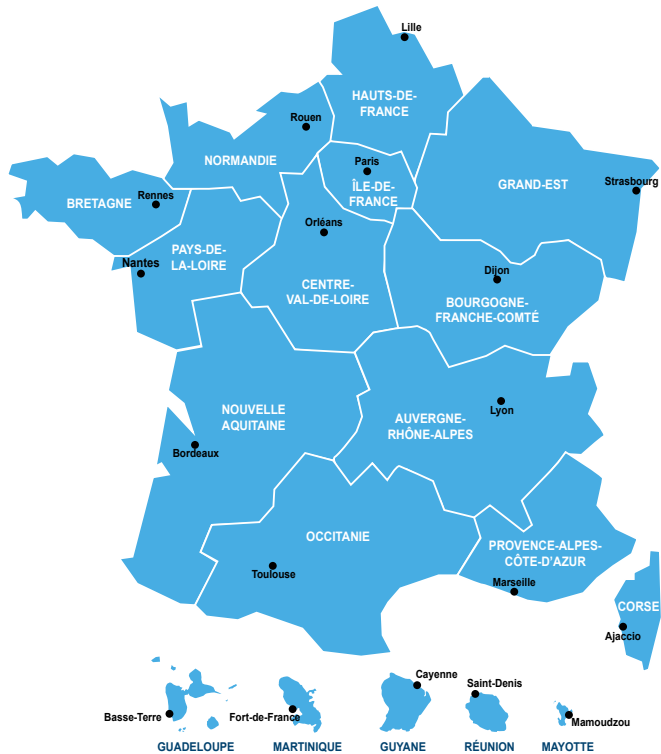 Lille
HAUTS-DE-
FRANCE
Rouen
NORMANDIE
Paris
ÎLE-DE-
FRANCE
GRAND-EST
Strasbourg
BRETAGNE
Rennes
Orléans
PAYS-DE-
LA-LOIRE
Nantes
CENTRE-
VAL-DE-LOIRE
Dijon
BOURGOGNE-
FRANCHE-COMTÉ
NOUVELLE
AQUITAINE
Bordeaux
Lyon
AUVERGNE-
RHÔNE-ALPES
OCCITANIE
Toulouse
PROVENCE-ALPES-
CÔTE-D'AZUR
Marseille
CORSE
Ajaccio
Basse-Terre
GUADELOUPE
Fort-de-France
MARTINIQUE
Cayenne
GUYANE
Saint-Denis
RÉUNION
Mamoudzou
MAYOTTE